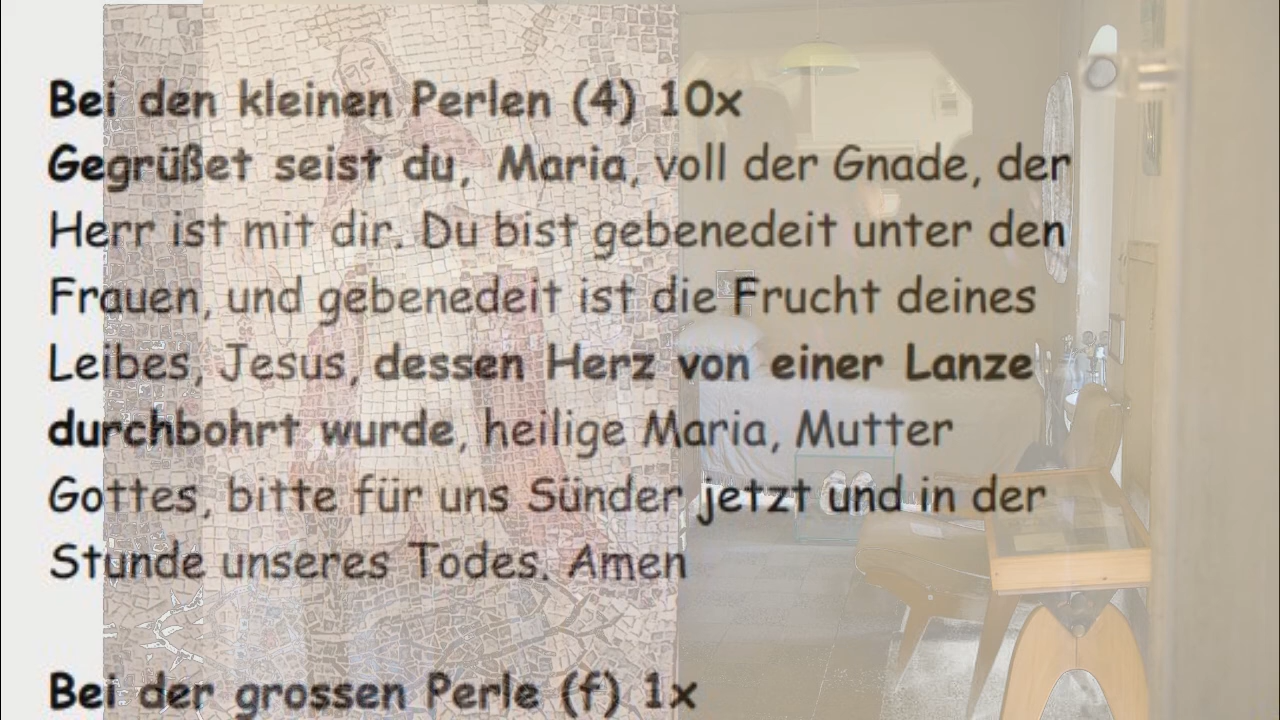 Bei den kleinen Perlen (4) 10x
Gegrüßet seist du, Maria, voll der Gnade, der
Herr ist mit dir. Du bist gebenedeit unter den
Frauen, und gebenedeit ist die Frucht deines
Leibes, Jesus, dessen Herz von einer Lanze
durchbohrt wurde, heilige Maria, Mutter
Gottes, bitte für uns Sünder jetzt und in der
Stunde unseres Todes. Amen
Bei der grossen Perle (f) 1x